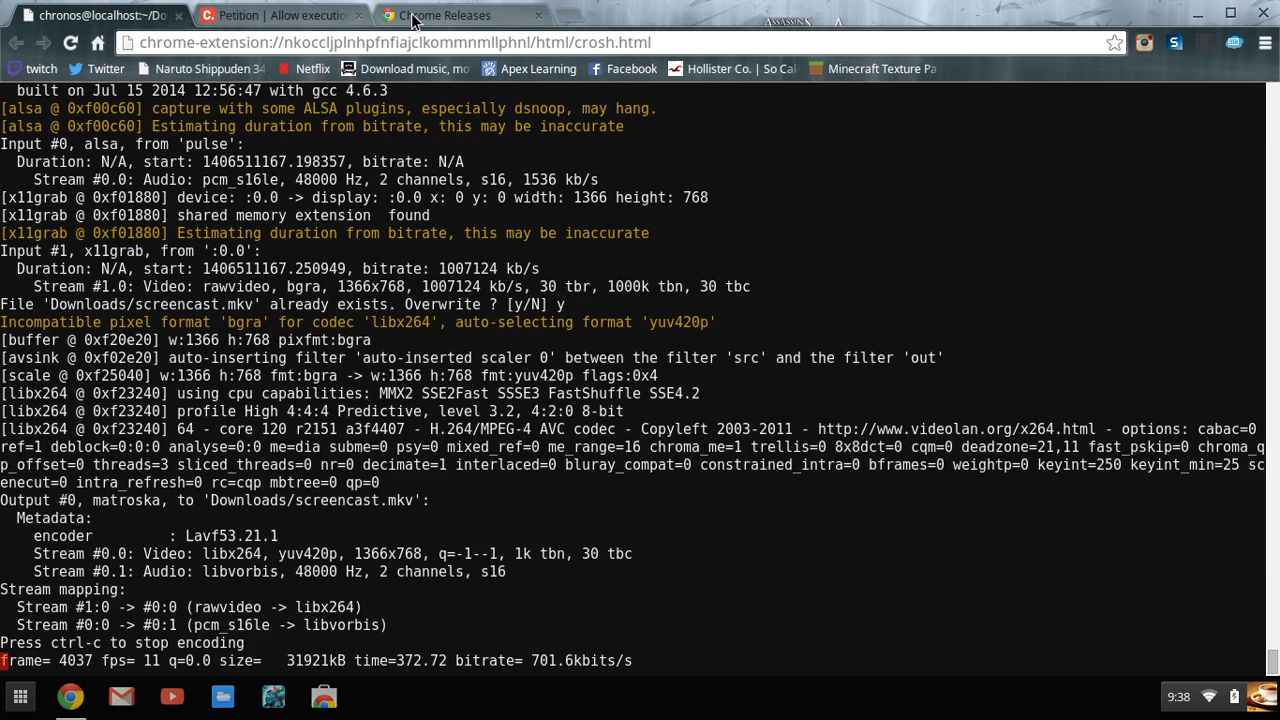 chronos@localhost:~/Do
Petition | Allow executio
Chrome Releases
ASSASSIN'S
chrome-extension://nkoccljplnhpfnfiajclkommnmllphnl/html/crosh.html
twitch
Twitter
Naruto Shippuden 34
Netflix
Download music, mo
Apex Learning
Facebook
Hollister Co. | So Cal
Minecraft Texture Pa
built on Jul 15 2014 12:56:47 with gcc 4.6.3
[alsa @ 0xf00c60] capture with some ALSA plugins, especially dsnoop, may hang.
[alsa @ 0xf00c60] Estimating duration from bitrate, this may be inaccurate
Input #0, alsa, from 'pulse':
Duration: N/A, start: 1406511167.198357, bitrate: N/A
Stream #0.0: Audio: pcm_s16le, 48000 Hz, 2 channels, s16, 1536 kb/s
[x11grab @ 0xf01880] device: :0.0 -> display: :0.0 x: 0 y: 0 width: 1366 height: 768
[x11grab @ 0xf01880] shared memory extension  found
[x11grab @ 0xf01880] Estimating duration from bitrate, this may be inaccurate
Input #1, x11grab, from ':0.0':
Duration: N/A, start: 1406511167.250949, bitrate: 1007124 kb/s
Stream #1.0: Video: rawvideo, bgra, 1366x768, 1007124 kb/s, 30 tbr, 1000k tbn, 30 tbc
File 'Downloads/screencast.mkv' already exists. Overwrite ? [y/N] y
Incompatible pixel format 'bgra' for codec 'libx264', auto-selecting format 'yuv420p'
[buffer @ 0xf20e20] w:1366 h:768 pixfmt:bgra
[avsink @ 0xf02e20] auto-inserting filter 'auto-inserted scaler 0' between the filter 'src' and the filter 'out'
[scale @ 0xf25040] w:1366 h:768 fmt:bgra -> w:1366 h:768 fmt:yuv420p flags:0x4
[libx264 @ 0xf23240] using cpu capabilities: MMX2 SSE2Fast SSSE3 FastShuffle SSE4.2
[libx264 @ 0xf23240] profile High 4:4:4 Predictive, level 3.2, 4:2:0 8-bit
[libx264 @ 0xf23240] 64 - core 120 r2151 a3f4407 - H.264/MPEG-4 AVC codec - Copyleft 2003-2011 - http://www.videolan.org/x264.html - options: cabac=0
ref=1 deblock=0:0:0 analyse=0:0 me=dia subme=0 psy=0 mixed_ref=0 me_range=16 chroma_me=1 trellis=0 8x8dct=0 cqm=0 deadzone=21,11 fast_pskip=0 chroma_q
p_offset=0 threads=3 sliced_threads=0 nr=0 decimate=1 interlaced=0 bluray_compat=0 constrained_intra=0 bframes=0 weightp=0 keyint=250 keyint_min=25 sc
enecut=0 intra_refresh=0 rc=cqp mbtree=0 qp=0
Output #0, matroska, to 'Downloads/screencast.mkv':
Metadata:
encoder         : Lavf53.21.1
Stream #0.0: Video: libx264, yuv420p, 1366x768, q=-1--1, 1k tbn, 30 tbc
Stream #0.1: Audio: libvorbis, 48000 Hz, 2 channels, s16
Stream mapping:
Stream #1:0 -> #0:0 (rawvideo -> libx264)
Stream #0:0 -> #0:1 (pcm_s16le -> libvorbis)
Press ctrl-c to stop encoding
frame= 4037 fps= 11 q=0.0 size=   31921kB time=372.72 bitrate= 701.6kbits/s
9:38